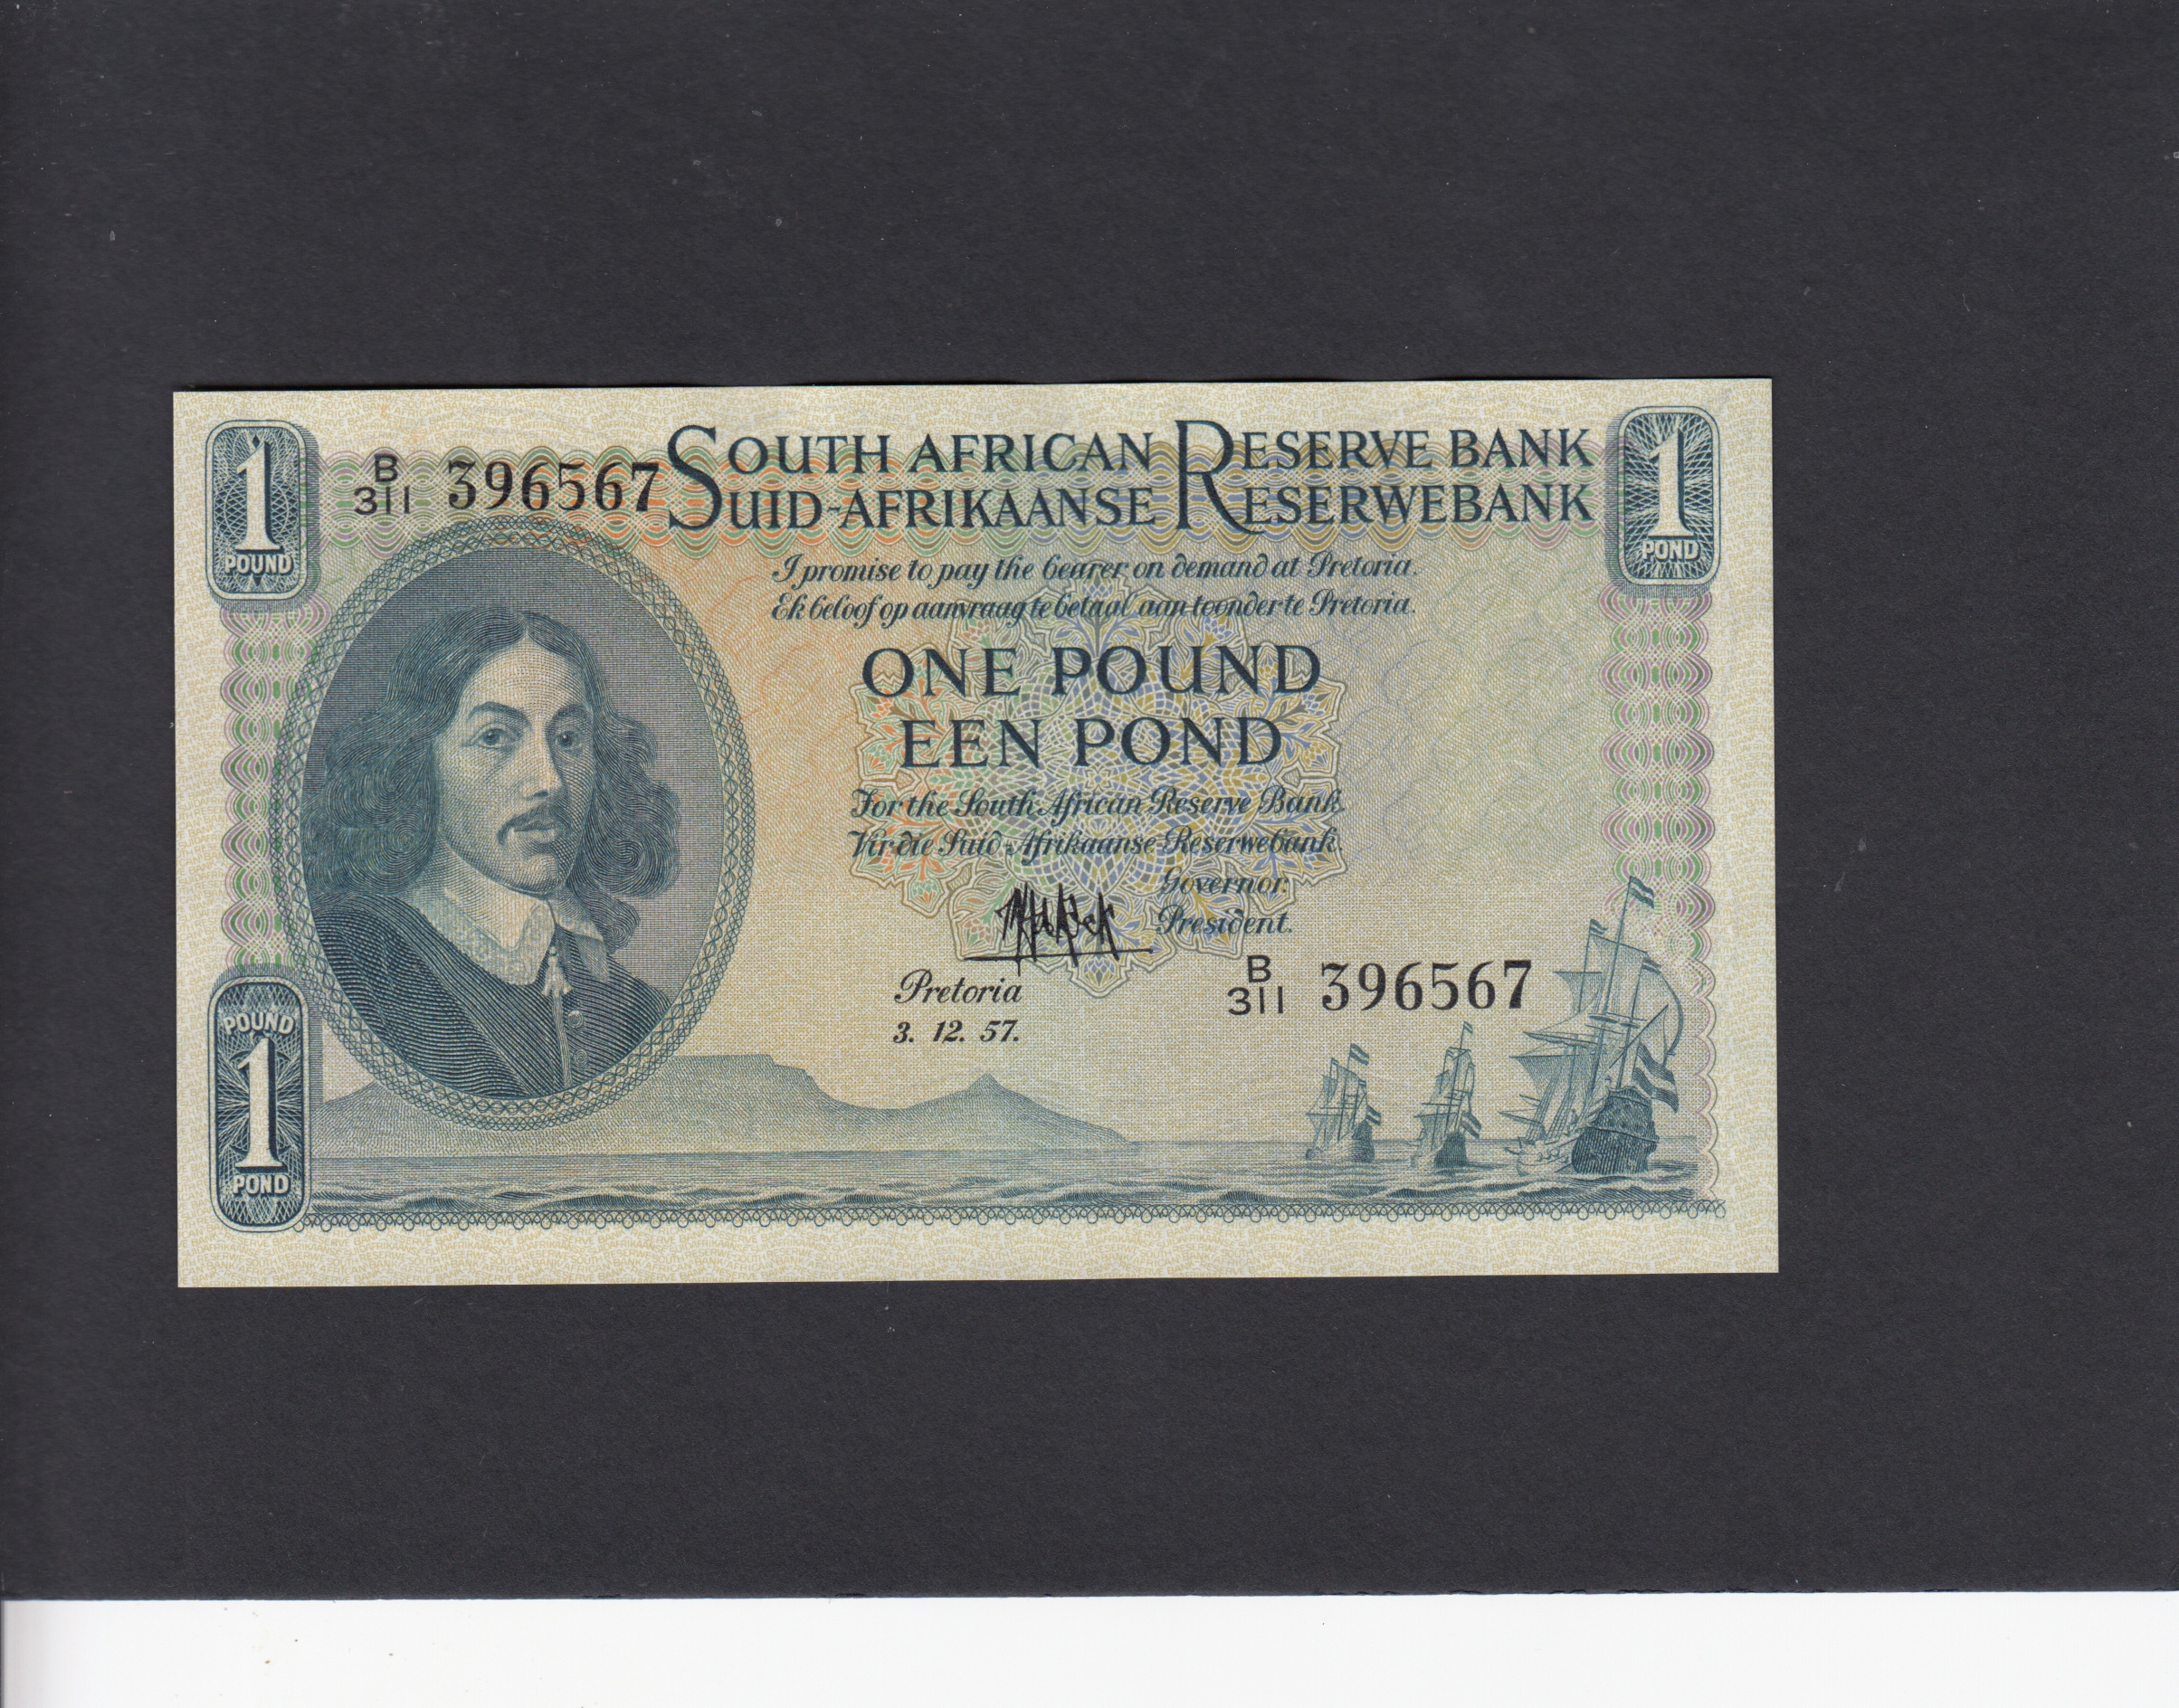 1
POUND
B
311 396567
SOUTH AFRICAN RESERVE BANK
SUID-AFRIKAANSE RESERWEBANK
1
POND
I promise to pay the bearer on demand at Pretoria.
Ek beloof op aanvraag te betaal aan toonder te Pretoria.
ONE POUND
EEN POND
For the South African Reserve Bank
Vir die Suid-Afrikaanse Reserwebank
Governor.
President.
Pretoria
3. 12. 57.
B
311 396567
POUND
1
POND